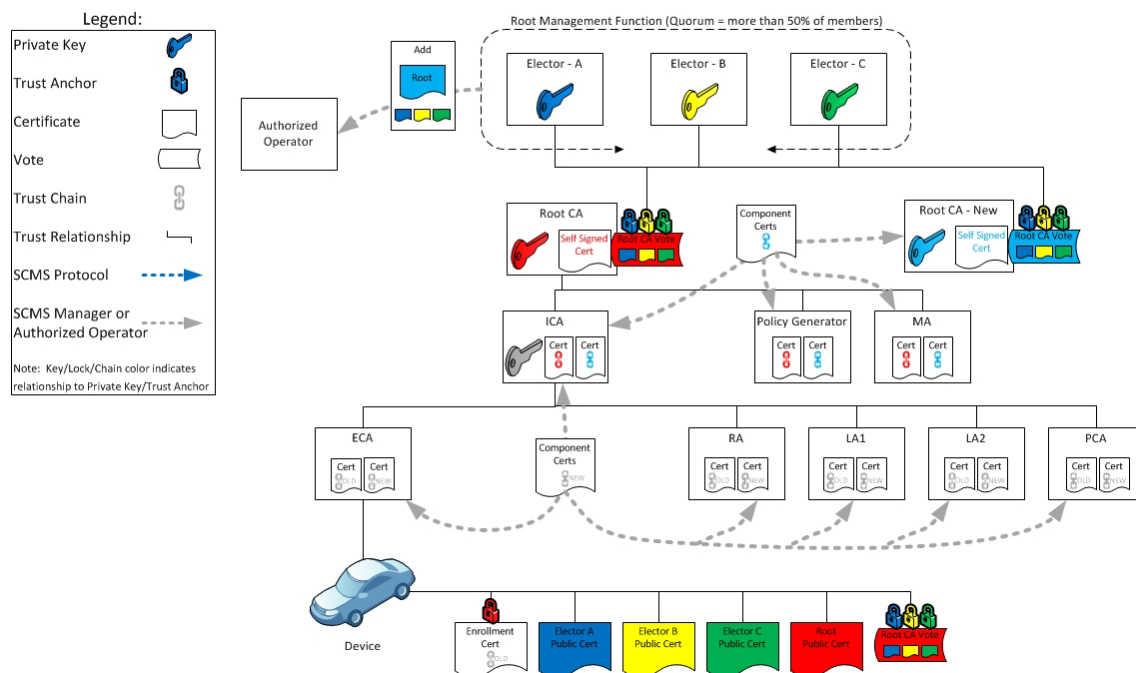 Legend:
Private Key
Trust Anchor
Certificate
Vote
Trust Chain
Trust Relationship
SCMS Protocol
SCMS Manager or
Authorized Operator
Note: Key/Lock/Chain color indicates
relationship to Private Key/Trust Anchor
Root Management Function (Quorum = more than 50% of members)
Add
Root
Authorized
Operator
Elector - A
Elector - B
Elector - C
Root CA
Self Signed
Cert
Root CA Vote
Component
Certs
Root CA - New
Self Signed
Cert
Root CA Vote
ICA
Cert
Cert
Policy Generator
Cert
Cert
MA
Cert
Cert
ECA
Cert
OLD
Cert
NEW
Component
Certs
NEW
RA
Cert
OLD
Cert
NEW
LA1
Cert
OLD
Cert
NEW
LA2
Cert
OLD
Cert
NEW
PCA
Cert
OLD
Cert
NEW
Device
Enrollment
Cert
OLD
Elector A
Public Cert
Elector B
Public Cert
Elector C
Public Cert
Root
Public Cert
Root CA Vote